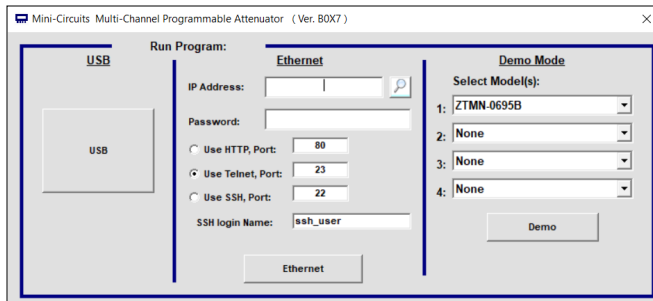 Mini-Circuits Multi-Channel Programmable Attenuator ( Ver. B0X7 )
Run Program:
USB
USB
Ethernet
IP Address:
Password:
Use HTTP, Port: 80
Use Telnet, Port: 23
Use SSH, Port: 22
SSH login Name: ssh_user
Ethernet
Demo Mode
Select Model(s):
1: ZTMN-0695B
2: None
3: None
4: None
Demo